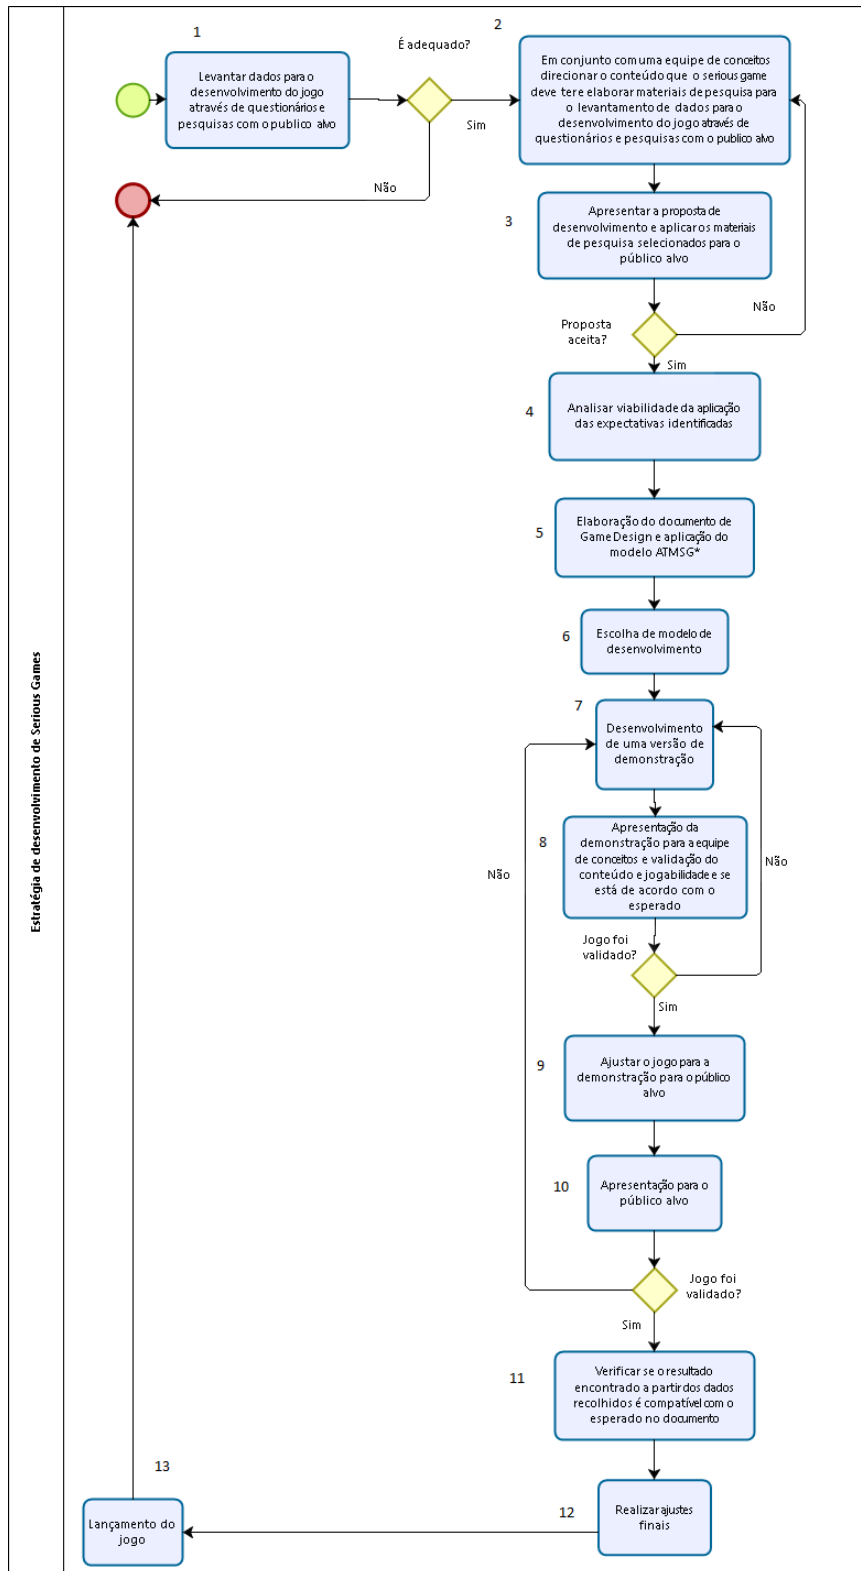 Estratégia de desenvolvimento de Serious Games
1
Levantar dados para o
desenvolvimento do jogo
através de questionários e
pesquisas com o publico alvo
É adequado?
Sim
Não
2
Em conjunto com uma equipe de conceitos
direcionar o conteúdo que o serious game
deve ter e elaborar materiais de pesquisa para
o levantamento de dados para o
desenvolvimento do jogo através de
questionários e pesquisas com o publico alvo
3
Apresentar a proposta de
desenvolvimento e aplicar os materiais
de pesquisa selecionados para o
público alvo
Não
Proposta
aceita?
Sim
4
Analisar viabilidade da aplicação
das expectativas identificadas
5
Elaboração do documento de
Game Design e aplicação do
modelo ATMSG*
6
Escolha de modelo de
desenvolvimento
7
Desenvolvimento
de uma versão de
demonstração
8
Apresentação da
demonstração para a equipe
de conceitos e validação do
conteúdo e jogabilidade e se
está de acordo com o
esperado
Não
Não
Jogo foi
validado?
Sim
9
Ajustar o jogo para a
demonstração para o público
alvo
10
Apresentação para o
público alvo
Jogo foi
validado?
Sim
11
Verificar se o resultado
encontrado a partir dos dados
recolhidos é compatível com o
esperado no documento
12
Realizar ajustes
finais
13
Lançamento do
jogo